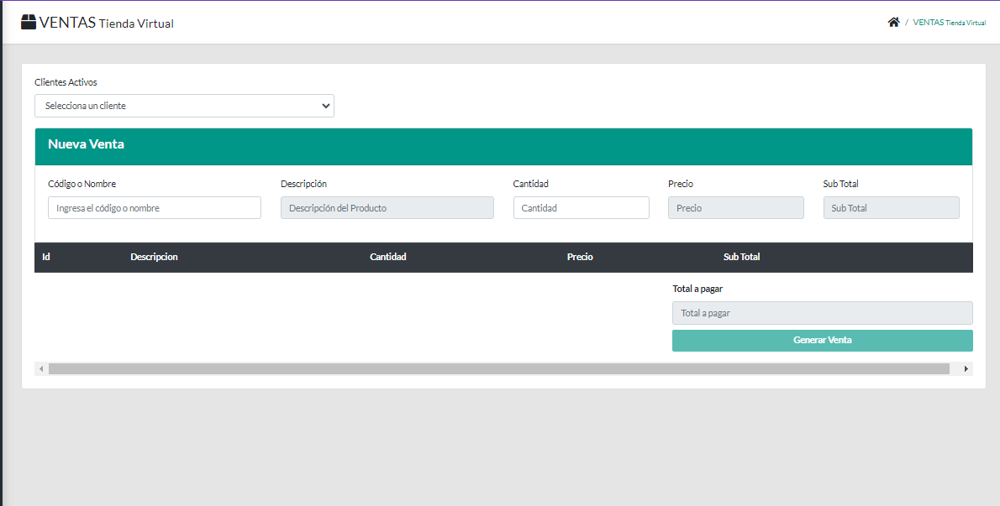 VENTAS Tienda Virtual
/ VENTAS Tienda Virtual
Clientes Activos
Selecciona un cliente
Nueva Venta
Código o Nombre Descripción Cantidad Precio Sub Total
Ingresa el código o nombre Descripción del Producto Cantidad Precio Sub Total
Id Descripcion Cantidad Precio Sub Total
Total a pagar
Total a pagar
Generar Venta